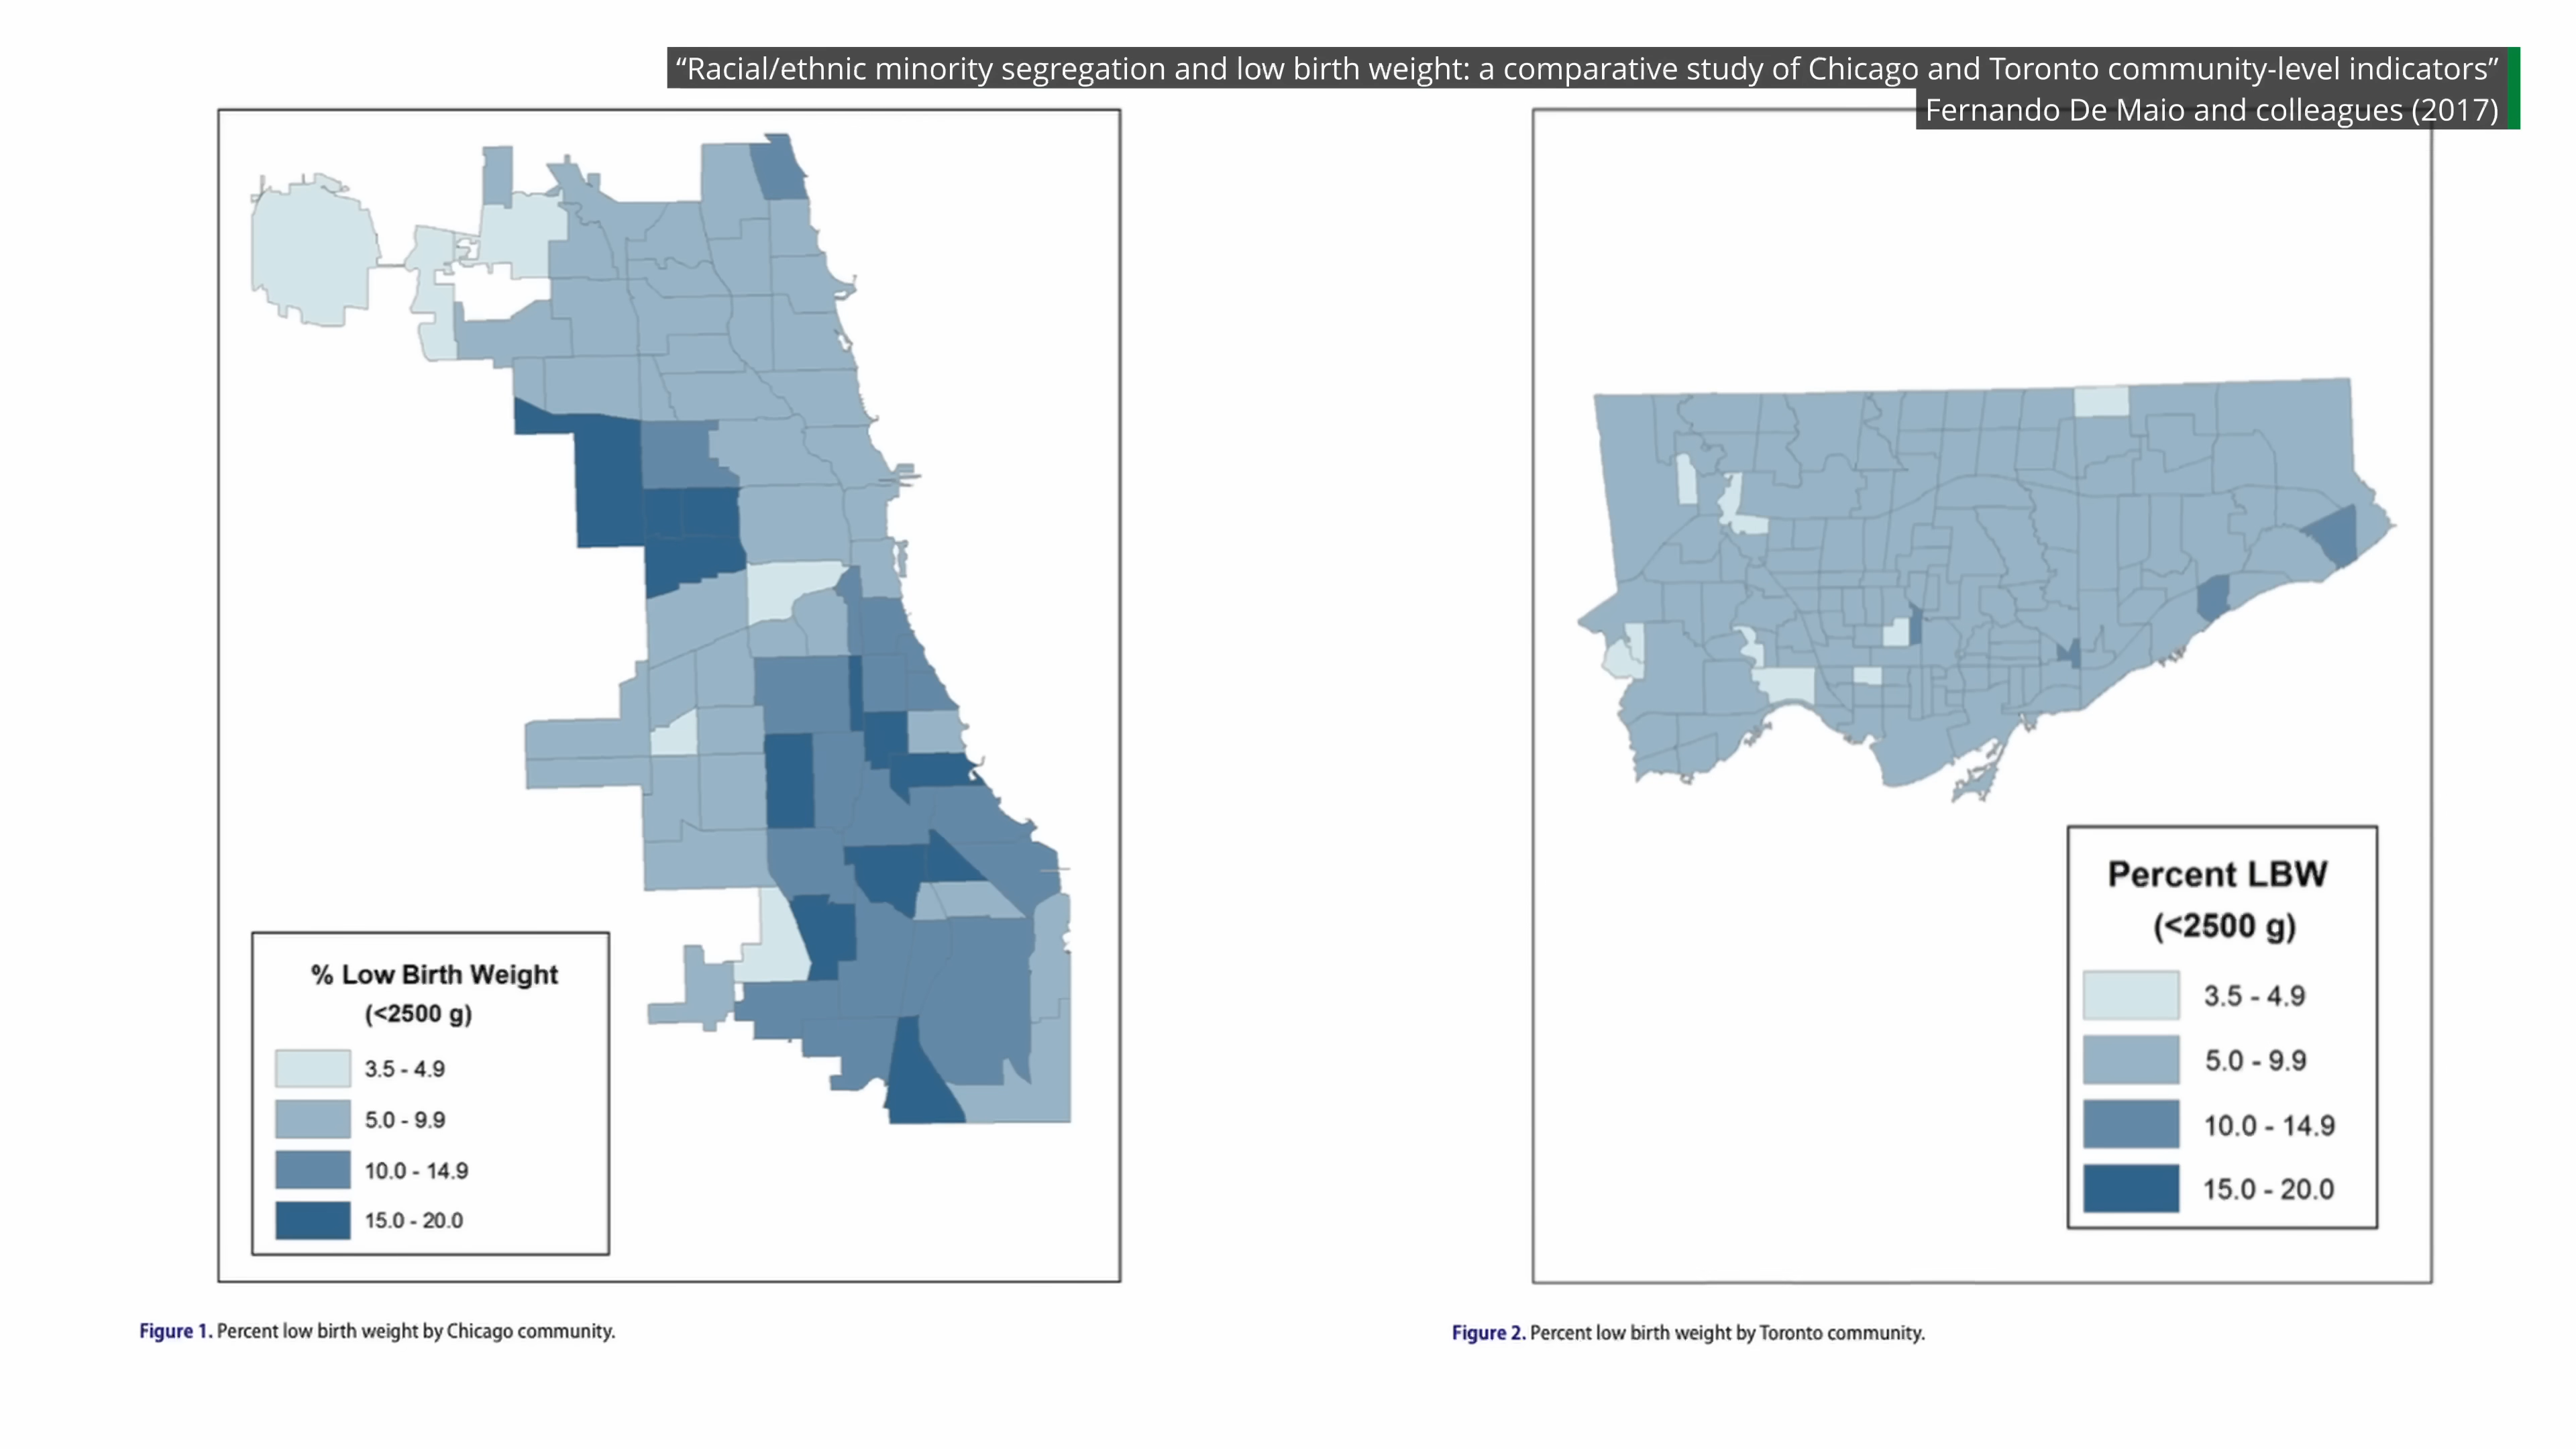 “Racial/ethnic minority segregation and low birth weight: a comparative study of Chicago and Toronto community-level indicators”
Fernando De Maio and colleagues (2017)
% Low Birth Weight
(<2500 g)
3.5 - 4.9
5.0 - 9.9
10.0 - 14.9
15.0 - 20.0
Figure 1. Percent low birth weight by Chicago community.
Percent LBW
(<2500 g)
3.5 - 4.9
5.0 - 9.9
10.0 - 14.9
15.0 - 20.0
Figure 2. Percent low birth weight by Toronto community.